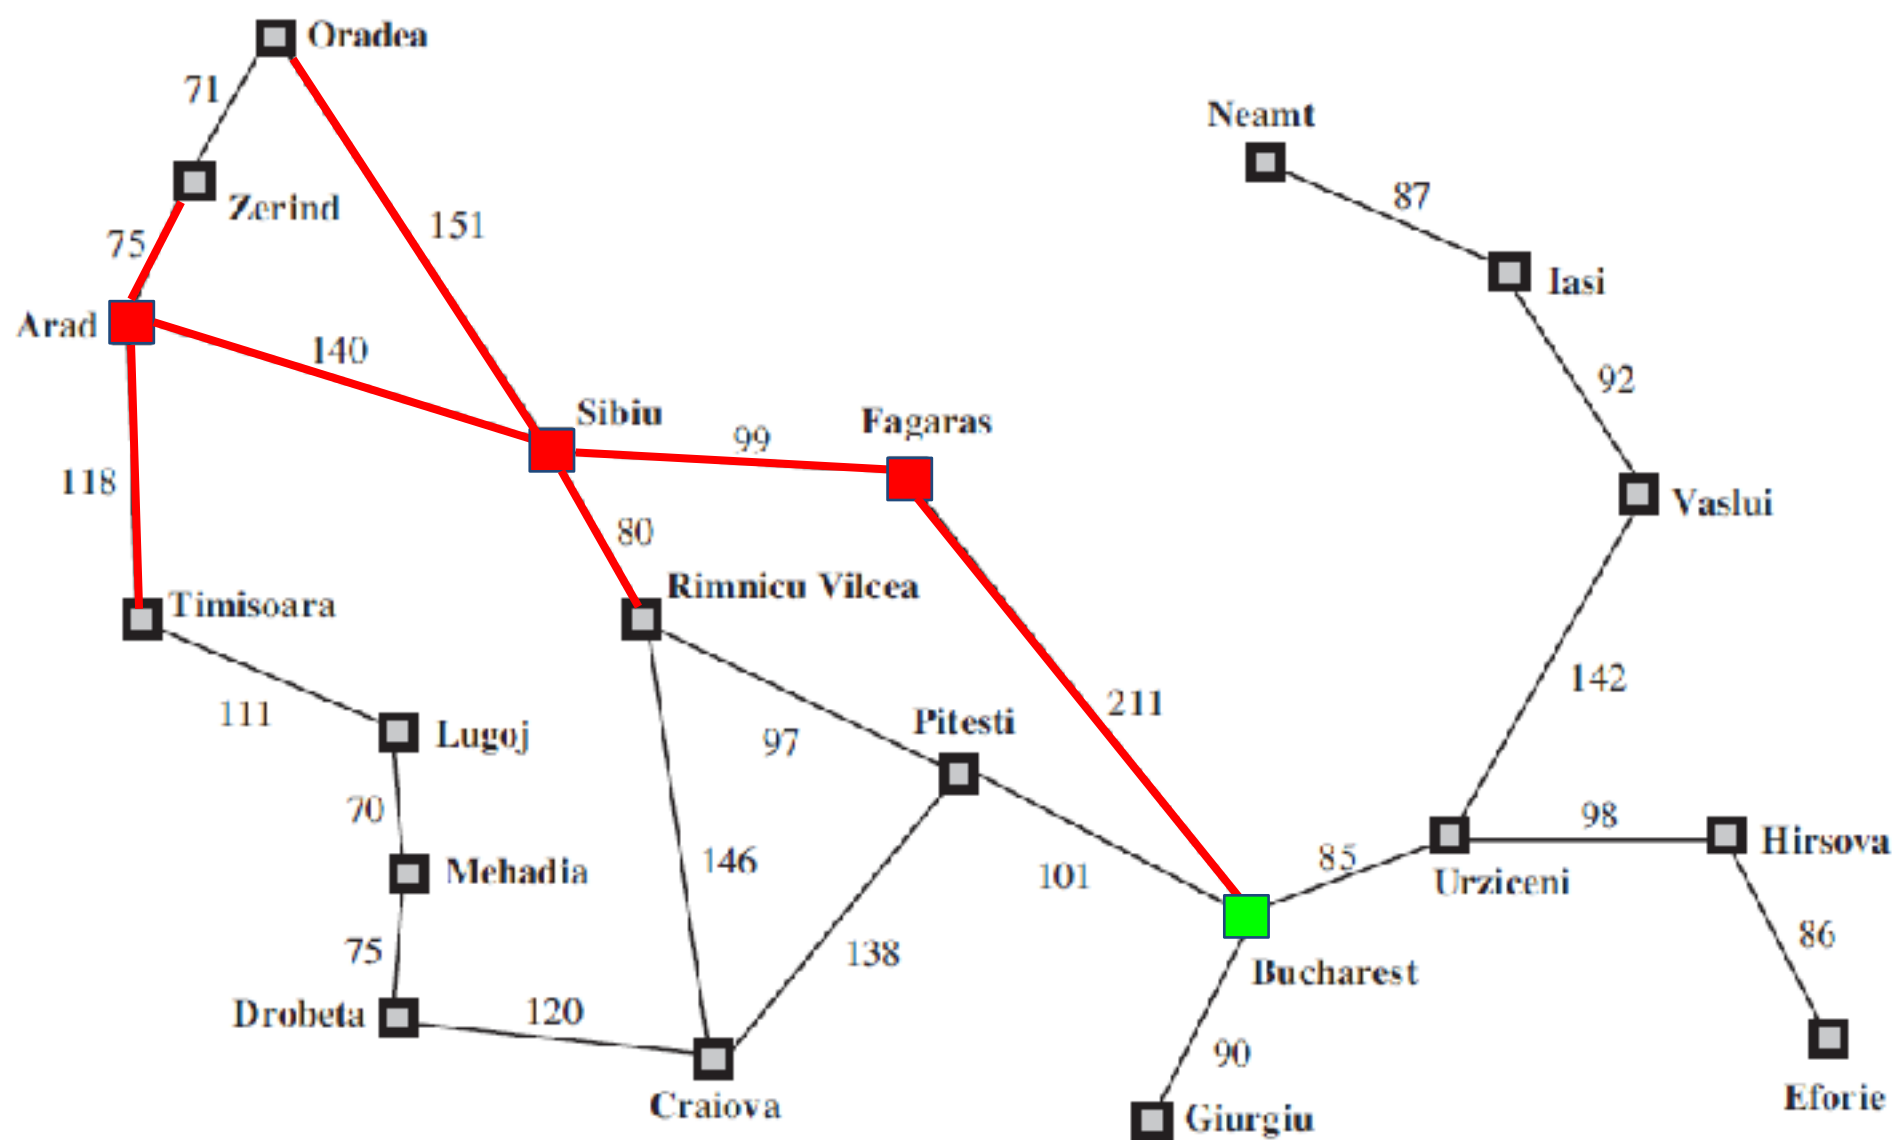 Oradea
71
Neamt
87
Zerind
151
75
Iasi
Arad
140
92
Sibiu
Fagaras
99
118
Vaslui
80
Rimnicu Vilcea
Timisoara
142
211
111
Lugoj
97
Pitesti
70
98
Hirsova
146
101
85
Urziceni
Mehadia
75
138
86
Bucharest
Drobeta
120
90
Craiova
Giurgiu
Eforie